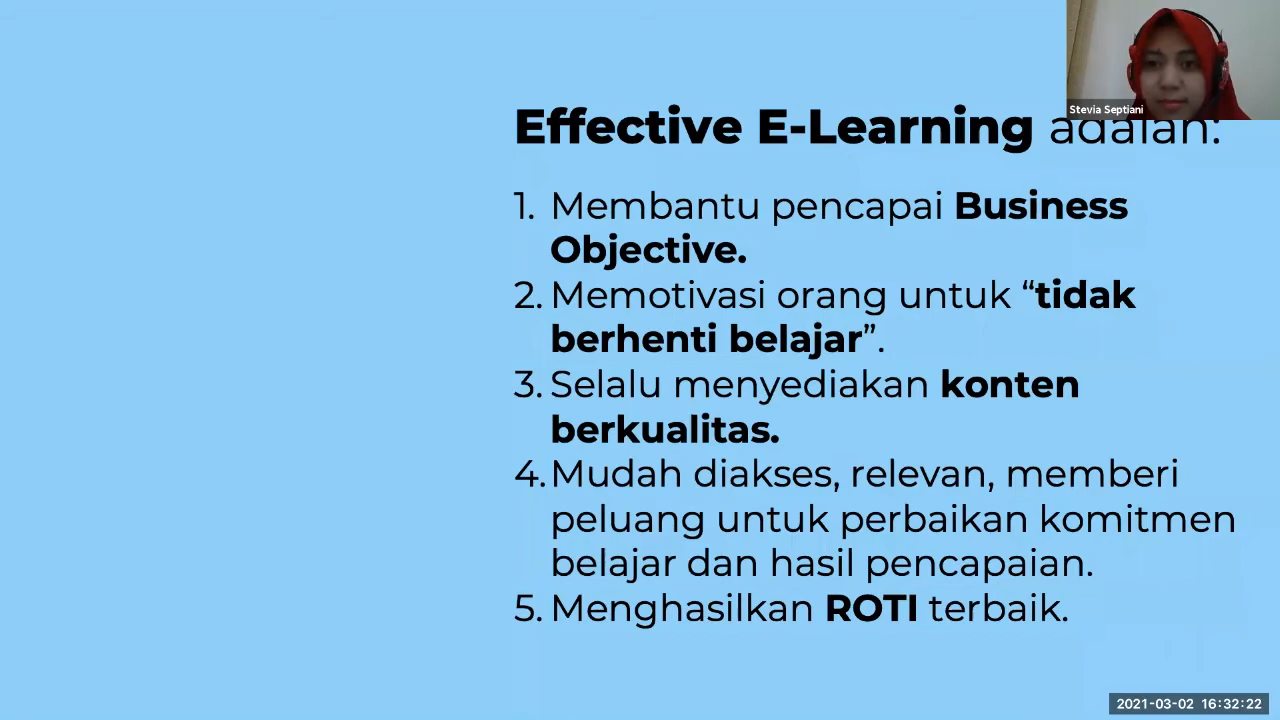 Stevia Septiani
Effective E-Learning adalah:
1. Membantu pencapai Business
Objective.
2. Memotivasi orang untuk “tidak
berhenti belajar”.
3. Selalu menyediakan konten
berkualitas.
4. Mudah diakses, relevan, memberi
peluang untuk perbaikan komitmen
belajar dan hasil pencapaian.
5. Menghasilkan ROTI terbaik.
2021-03-02 16:32:22